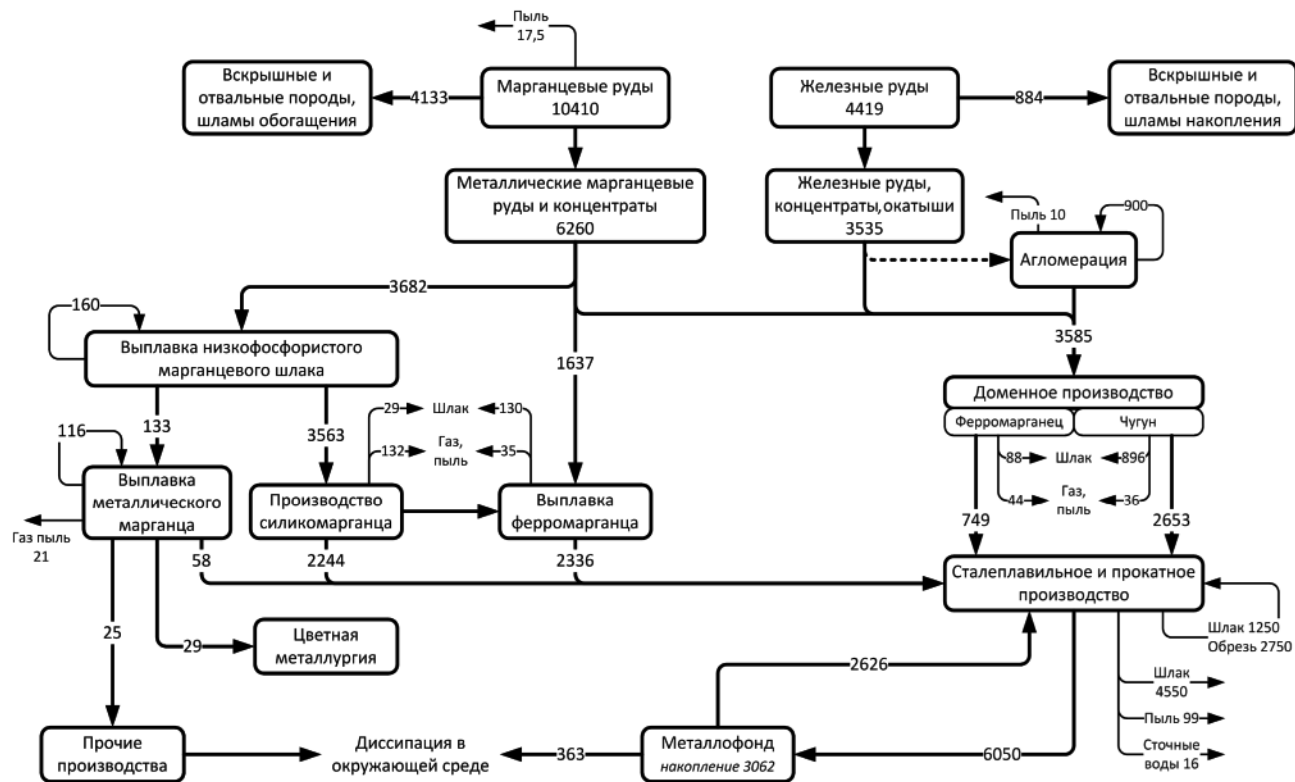 Пыль
17,5
Вскрышные и
отвальные породы,
шламы обогащения
4133
Марганцевые руды
10410
Железные руды
4419
884
Вскрышные и
отвальные породы,
шламы накопления
Металлические марганцевые
руды и концентраты
6260
Железные руды,
концентраты, окатыши
3535
Пыль 10
900
Агломерация
3682
160
Выплавка низкофосфористого
марганцевого шлака
1637
3585
Доменное производство
Ферромарганец
Чугун
133
3563
29
Шлак
130
132
Газ,
пыль
35
88
Шлак
896
44
Газ,
пыль
36
116
Выплавка
металлического
марганца
Производство
силикомарганца
Выплавка
ферромарганца
749
2653
Газ пыль
21
58
2244
2336
Сталеплавильное и прокатное
производство
25
29
Цветная
металлургия
Шлак 1250
Обрезь 2750
2626
Шлак
4550
Пыль 99
Сточные
воды 16
Прочие
производства
Диссипация в
окружающей среде
363
Металлофонд
накопление 3062
6050